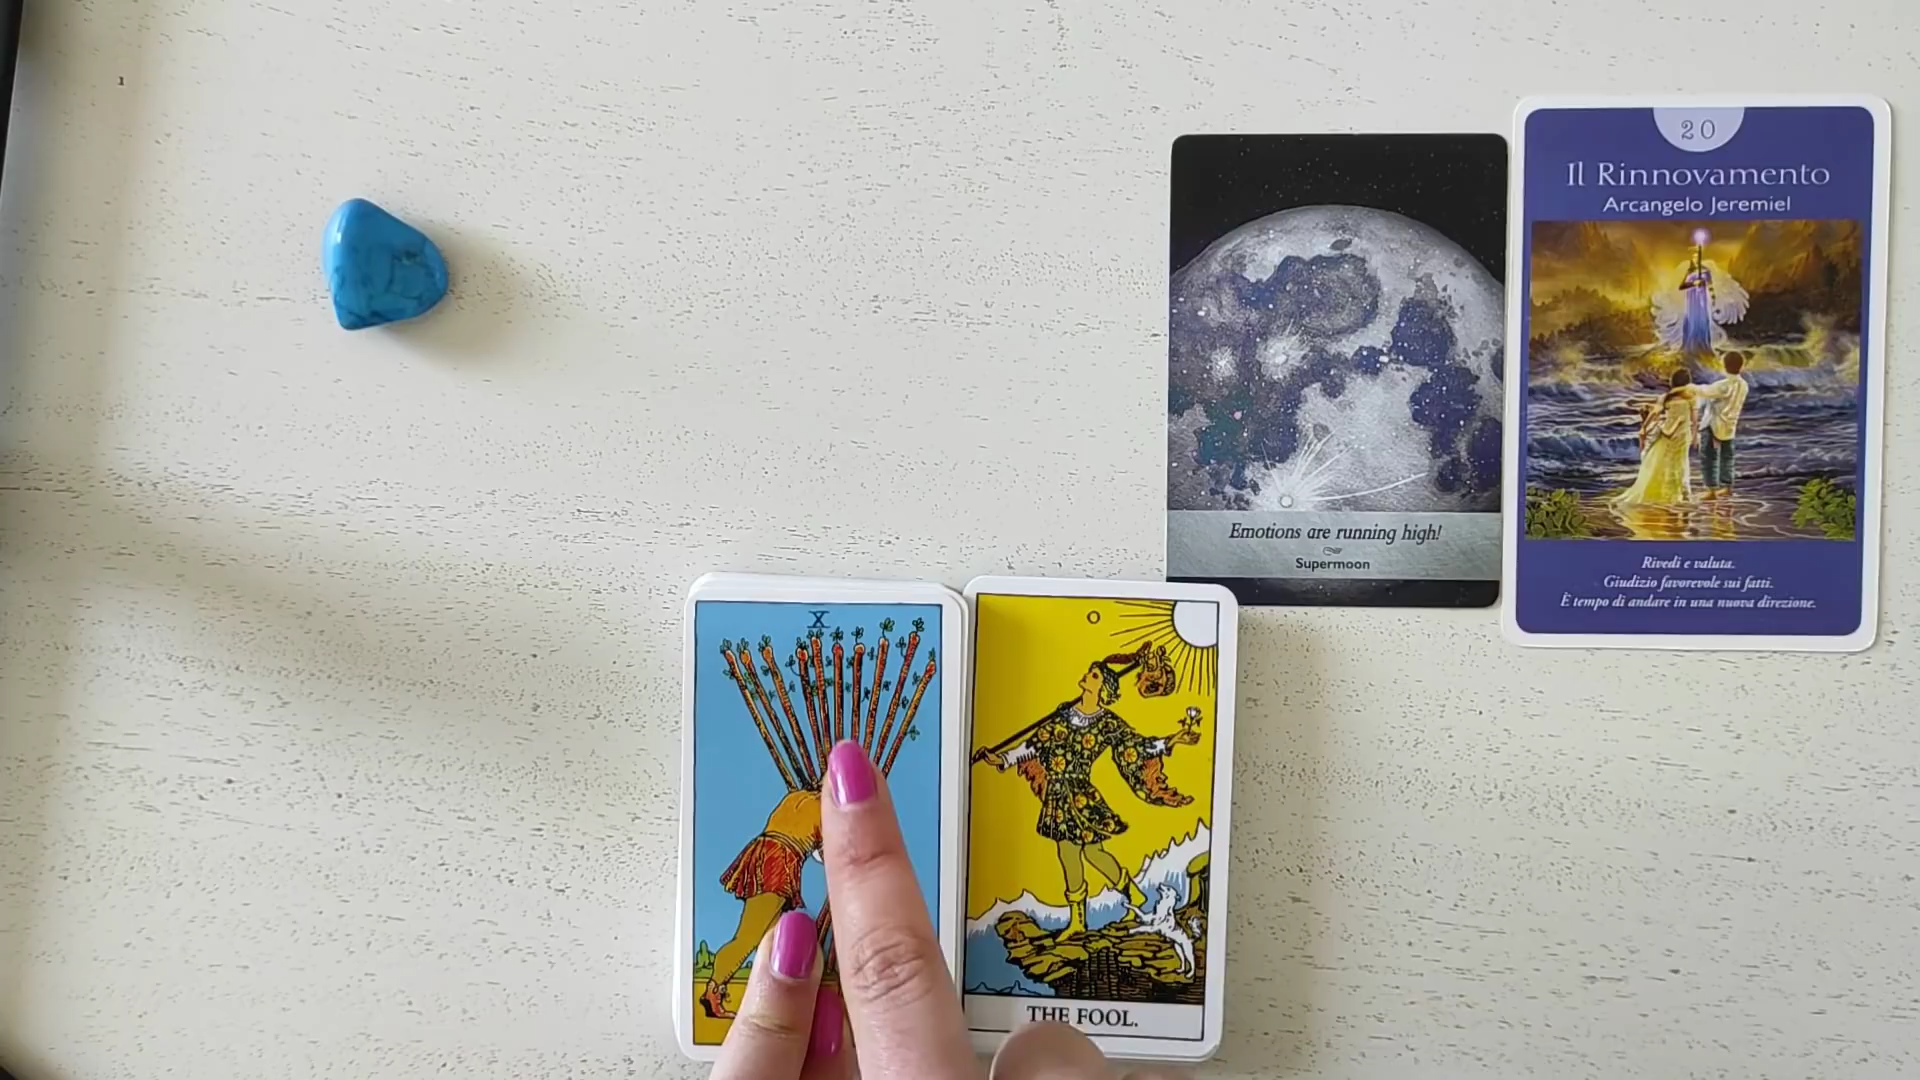 20
Il Rinnovamento
Arcangelo Jeremiel
Rivedi e valuta.
Giudizio favorevole sui fatti.
È tempo di andare in una nuova direzione.
Emotions are running high!
Supermoon
X
0
THE FOOL.